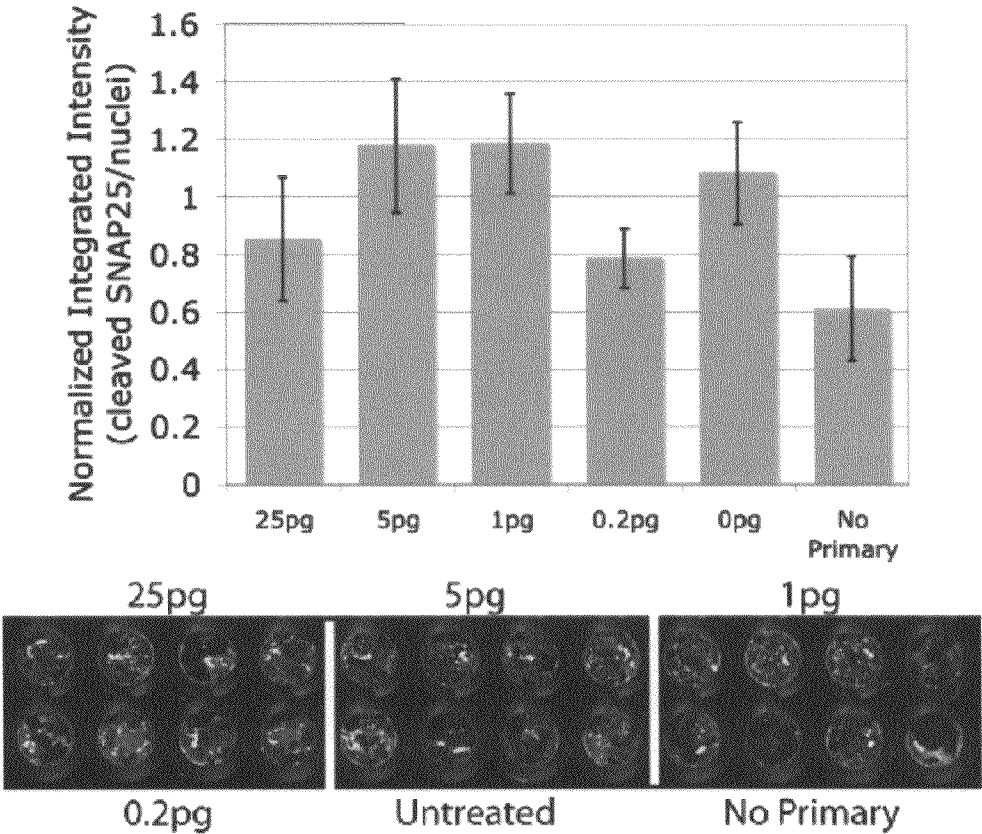 Normalized Integrated Intensity
(cleaved SNAP25/nuclei)
1.6
1.4
1.2
1
0.8
0.6
0.4
0.2
0
25pg
5pg
1pg
0.2pg
0pg
No
Primary
25pg
5pg
1pg
0.2pg
Untreated
No Primary